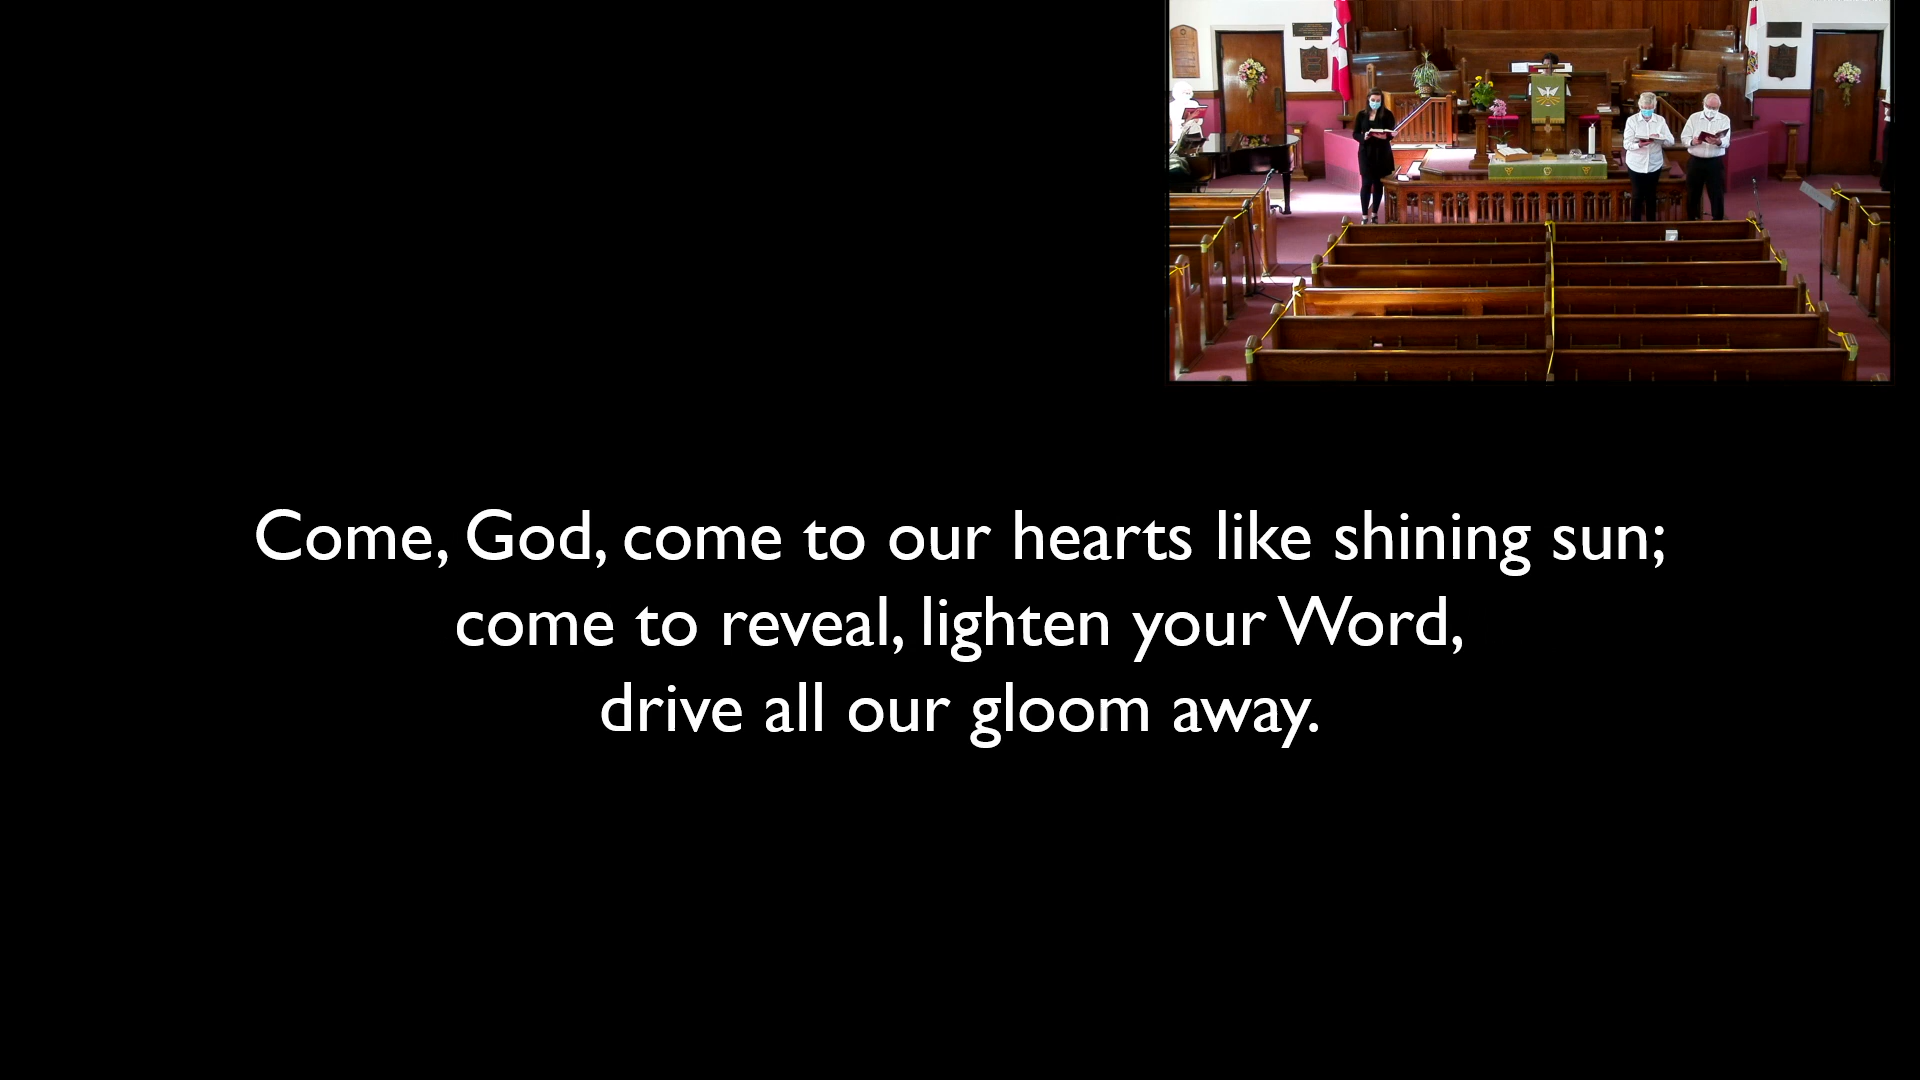 Come, God, come to our hearts like shining sun;
come to reveal, lighten your Word,
drive all our gloom away.